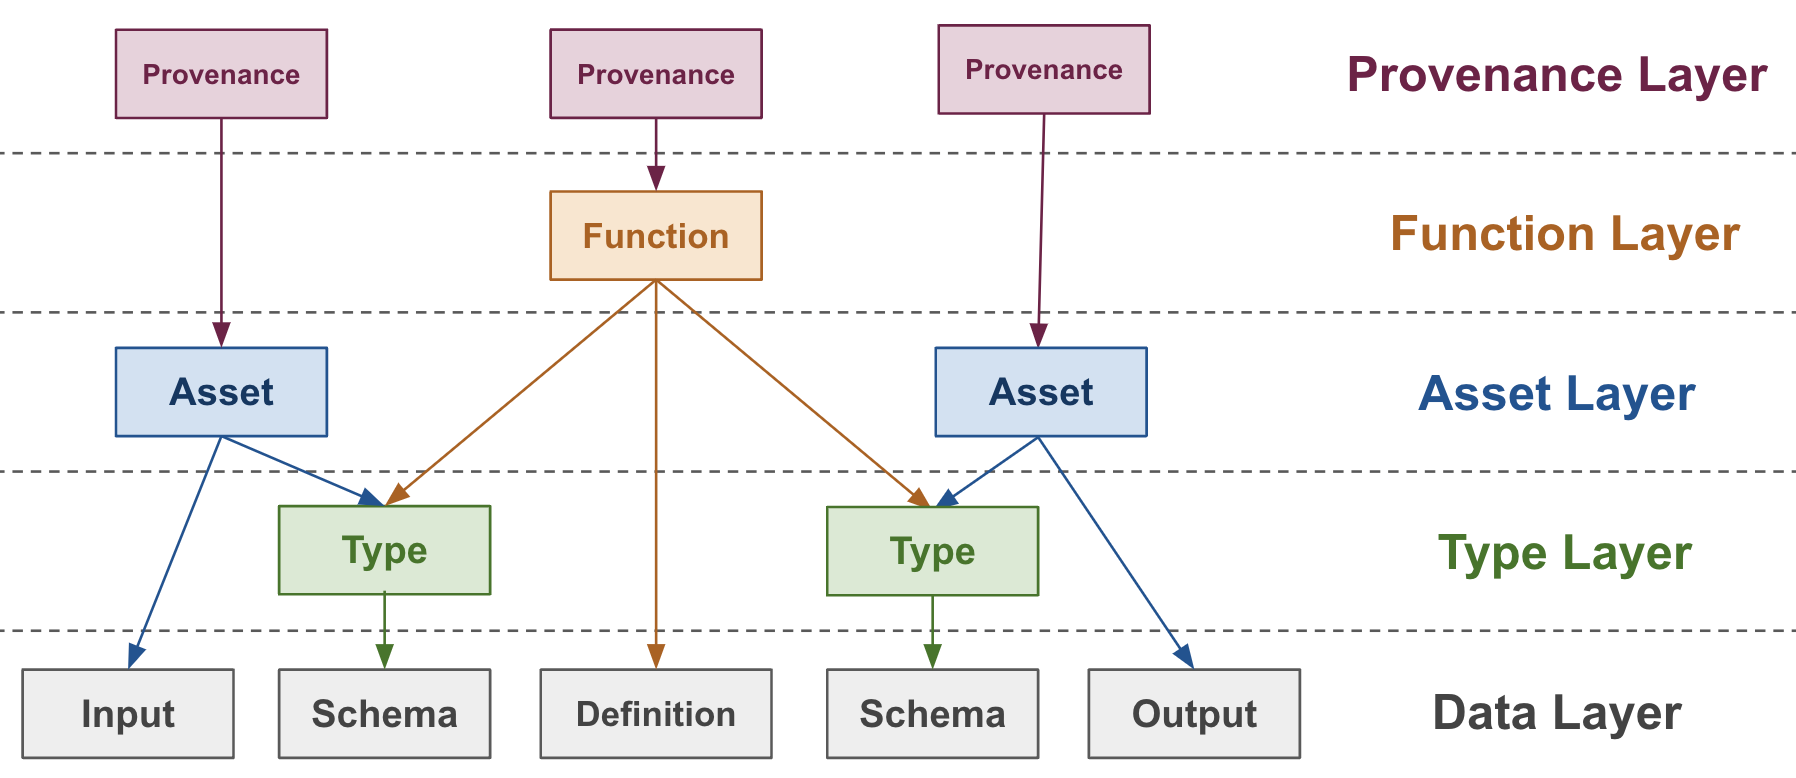 Provenance
Provenance
Provenance
Provenance Layer
Function
Function Layer
Asset
Asset
Asset Layer
Type
Type
Type Layer
Input
Schema
Definition
Schema
Output
Data Layer